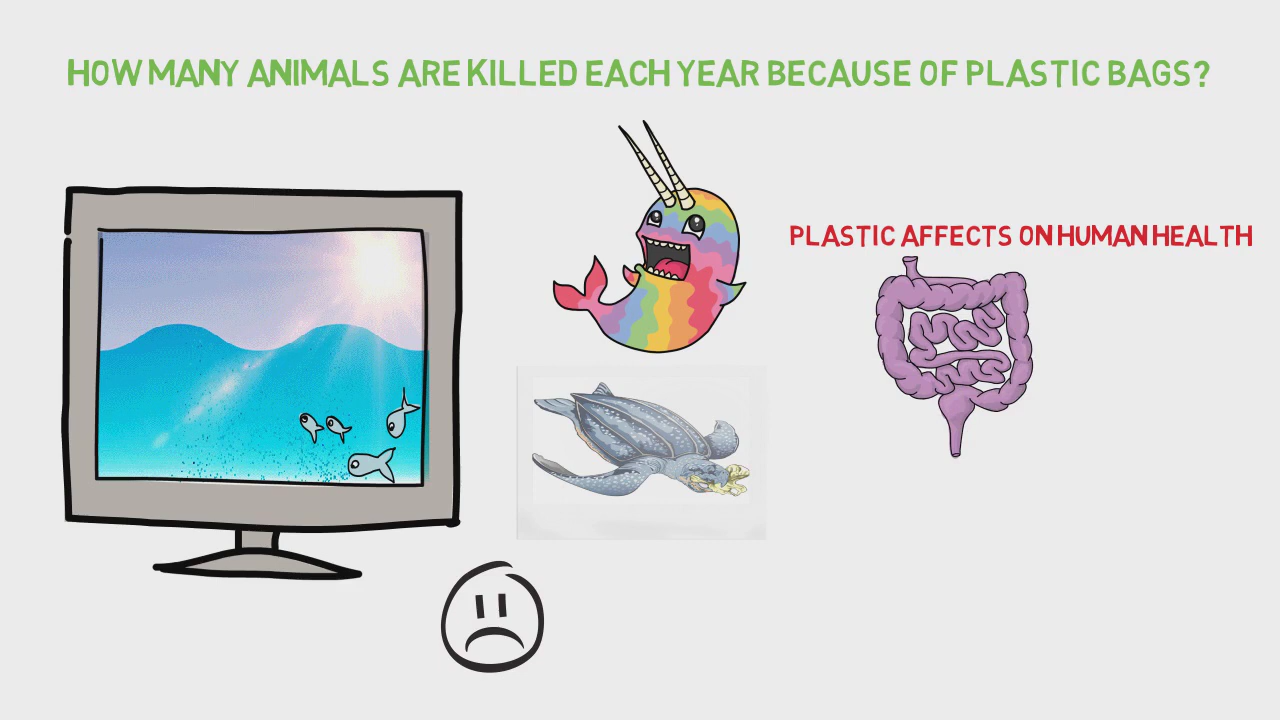 HOW MANY ANIMALS ARE KILLED EACH YEAR BECAUSE OF PLASTIC BAGS?
PLASTIC AFFECTS ON HUMAN HEALTH